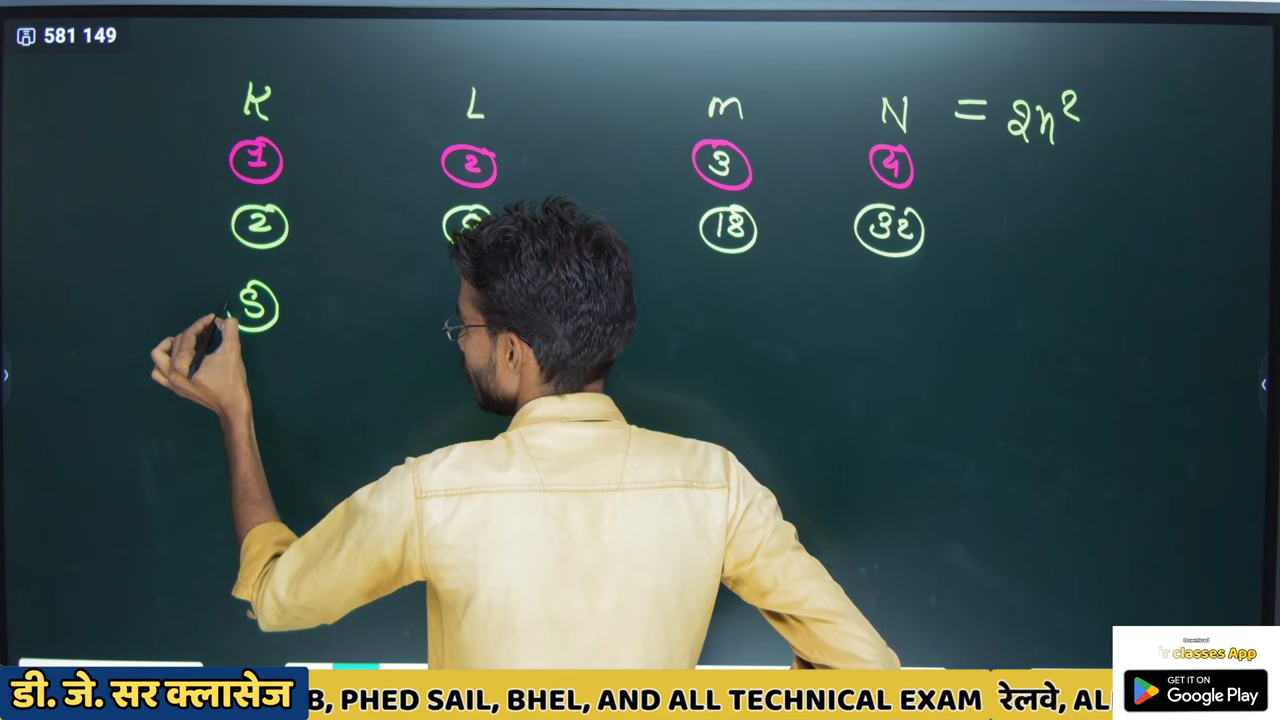 581 149
K L M N = 2n²
1 2 3 4
2 18 32
S
डी. जे. सर क्लासेज
B, PHED SAIL, BHEL, AND ALL TECHNICAL EXAM रेलवे, AL
Download
r classes App
GET IT ON
Google Play